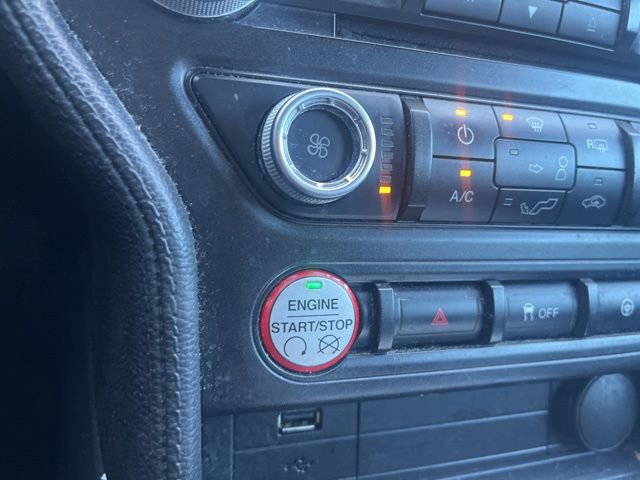 R
A/C
ENGINE
START/STOP
OFF